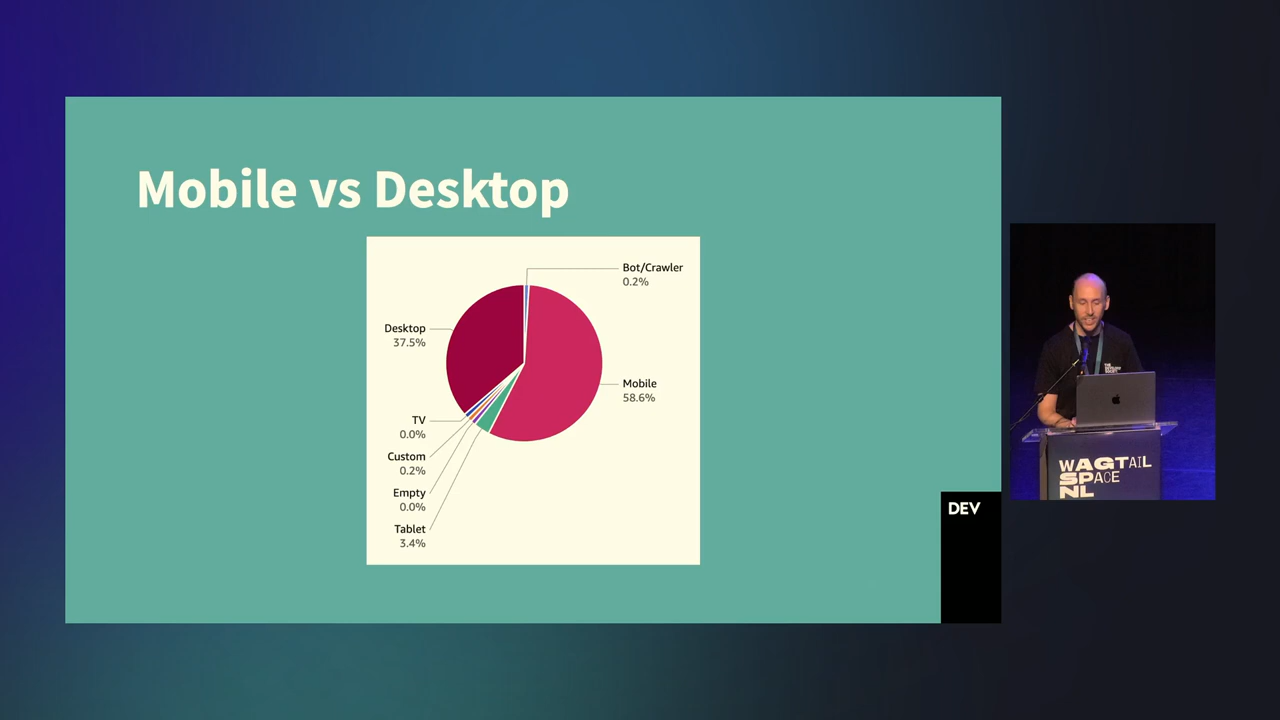 Mobile vs Desktop
Bot/Crawler
0.2%
Desktop
37.5%
Mobile
58.6%
TV
0.0%
Custom
0.2%
Empty
0.0%
Tablet
3.4%
DEV
WAGTAIL
SPACE
NL